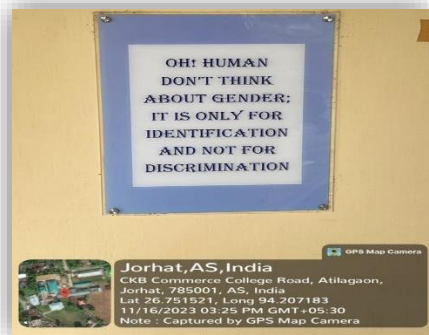 OH! HUMAN
DON'T THINK
ABOUT GENDER;
IT IS ONLY FOR
IDENTIFICATION
AND NOT FOR
DISCRIMINATION
GPS Map Camera
Jorhat,AS,India
CKB Commerce College Road, Atilagaon,
Jorhat, 785001, AS, India
Lat 26.751521, Long 94.207183
11/16/2023 03:25 PM GMT+05:30
Note : Captured by GPS Map Camera